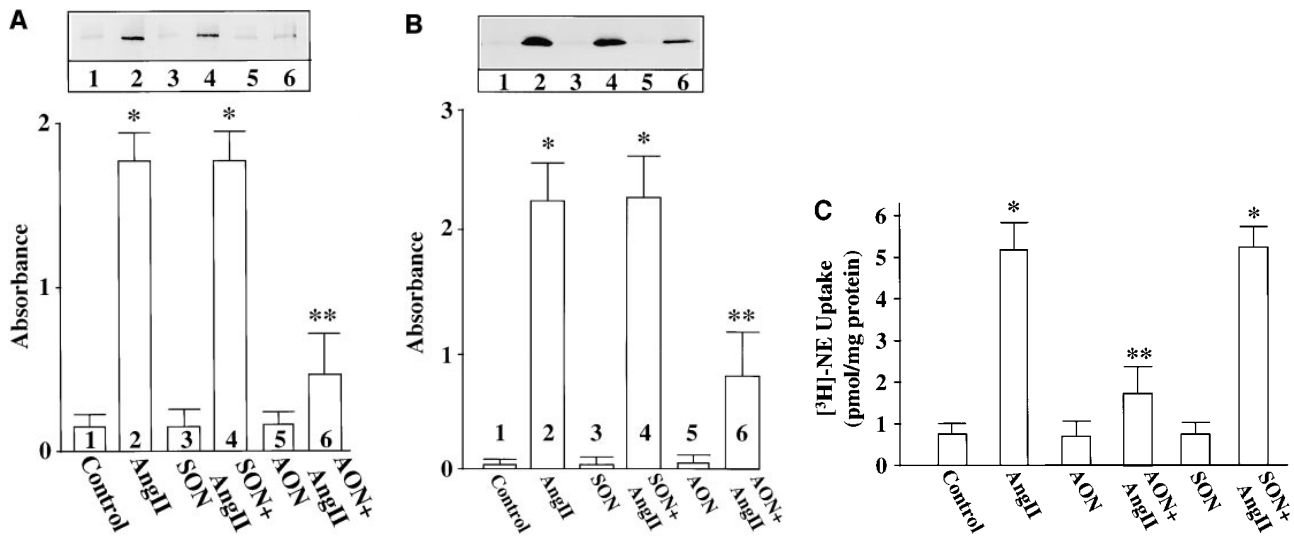 A
1 2 3 4 5 6
2
*
*
**
1
0
Absorbance
1 2 3 4 5 6
Control
AngII
SON
SON+
AngII
AON
AON+
AngII
B
1 2 3 4 5 6
3
*
*
2
**
1
0
Absorbance
1 2 3 4 5 6
Control
AngII
SON
SON+
AngII
AON
AON+
AngII
C
6
5
4
3
2
1
0
*
**
*
[³H]-NE Uptake
(pmol/mg protein)
Control
AngII
AON
AON+
AngII
SON
SON+
AngII